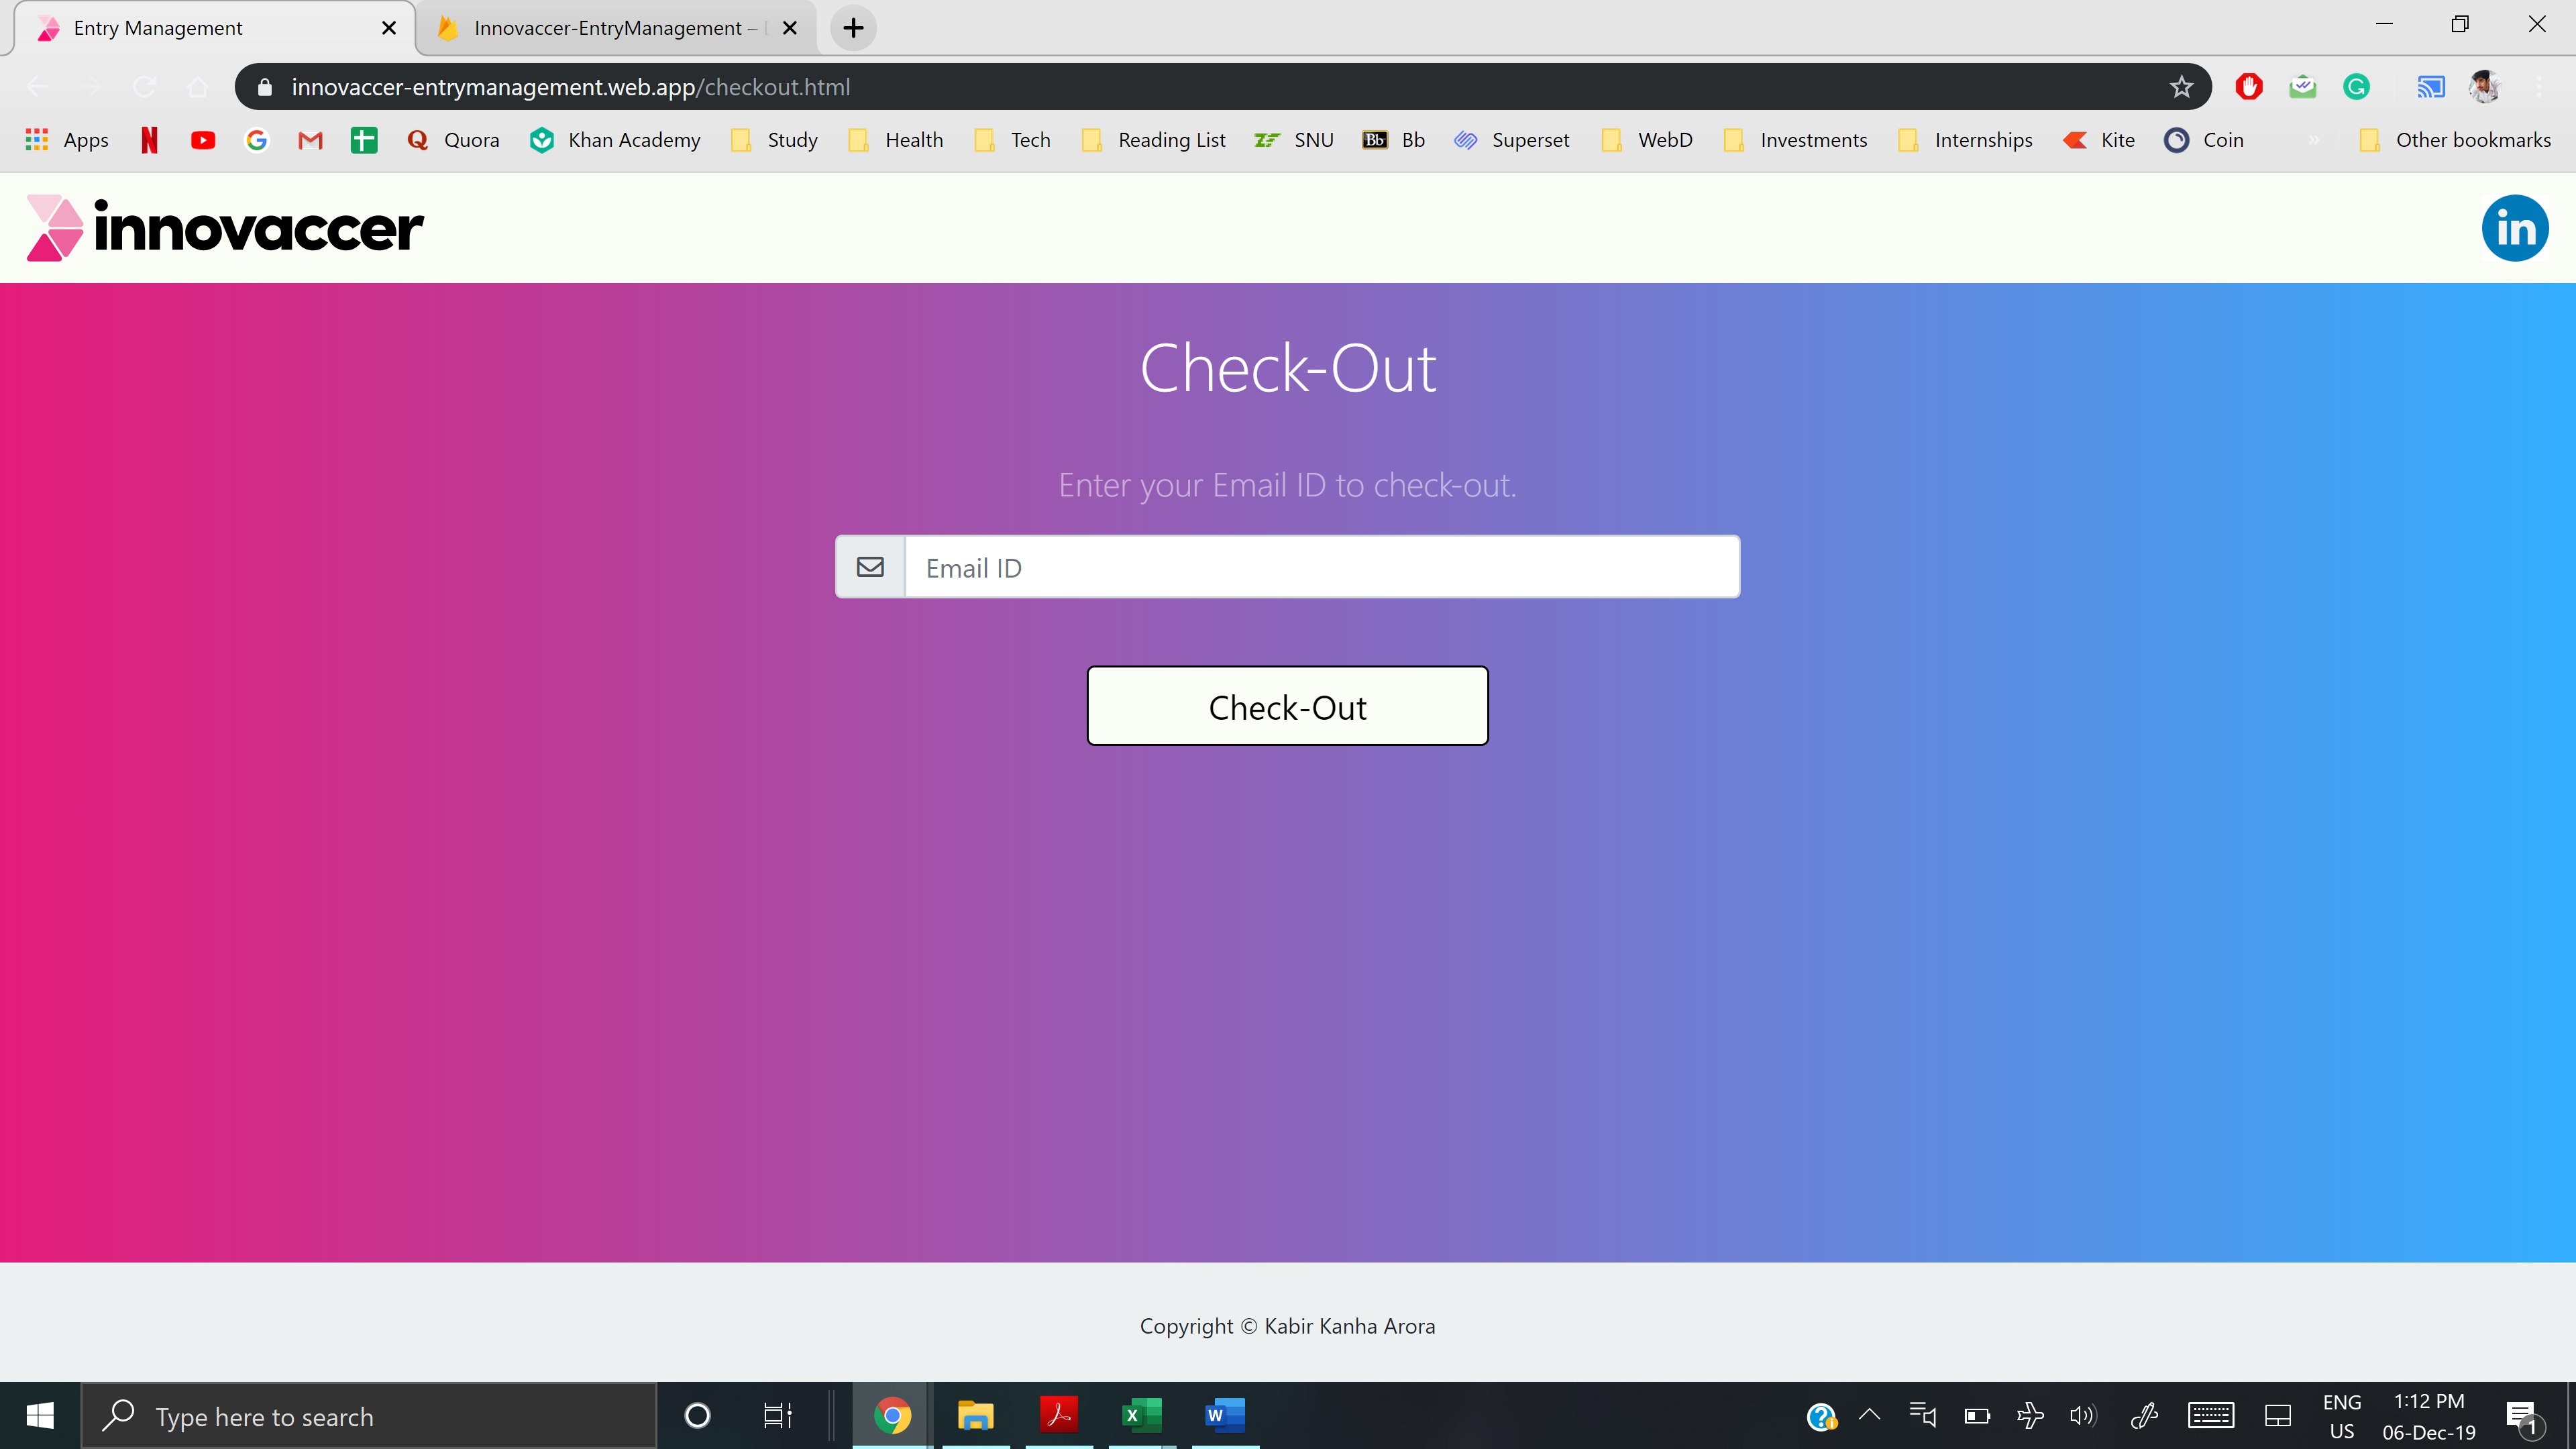 Entry Management
Innovaccer-EntryManagement –
innovaccer-entrymanagement.web.app/checkout.html
Apps Quora Khan Academy Study Health Tech Reading List SNU Bb Bb Superset WebD Investments Internships Kite Coin » Other bookmarks
innovaccer
in
Check-Out
Enter your Email ID to check-out.
Email ID
Check-Out
Copyright © Kabir Kanha Arora
Type here to search
ENG
US
1:12 PM
06-Dec-19
1